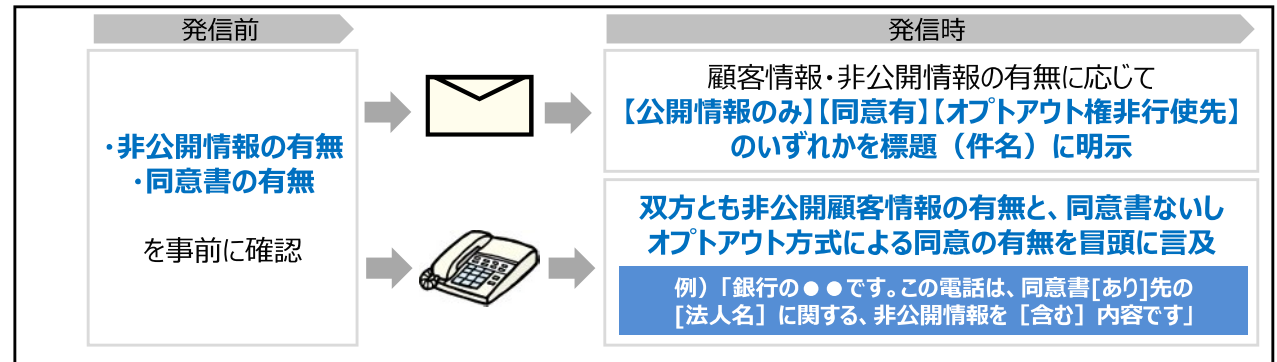 発信前
発信時
・非公開情報の有無
・同意書の有無
を事前に確認
顧客情報・非公開情報の有無に応じて
【公開情報のみ】【同意有】【オプトアウト権非行使先】
のいずれかを標題（件名）に明示
双方とも非公開顧客情報の有無と、同意書ないし
オプトアウト方式による同意の有無を冒頭に言及
例）「銀行の●●です。この電話は、同意書[あり]先の
[法人名］に関する、非公開情報を［含む］内容です」